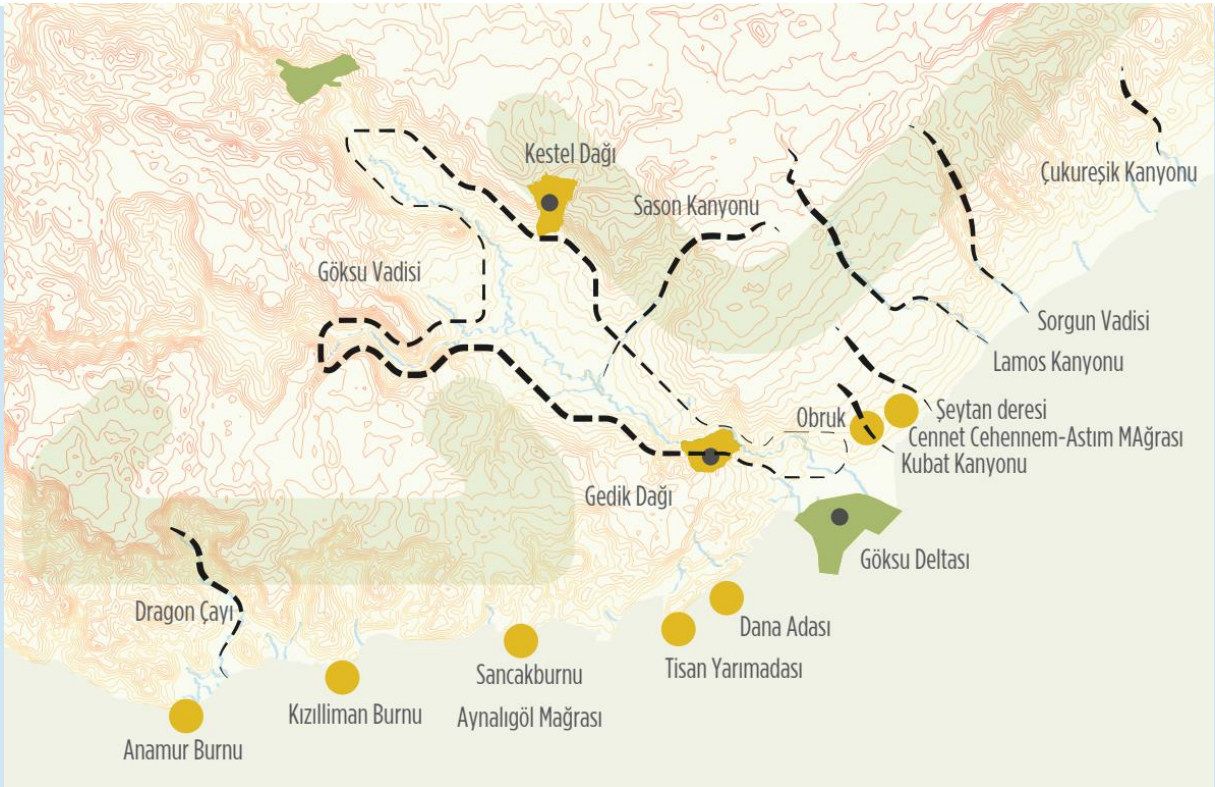 Kestel Dağı
Çukureşik Kanyonu
Sason Kanyonu
Göksu Vadisi
Sorgun Vadisi
Lamos Kanyonu
Obruk
Şeytan deresi
Cennet Cehennem-Astım MAğrası
Kubat Kanyonu
Gedik Dağı
Göksu Deltası
Dragon Çayı
Dana Adası
Tisan Yarımadası
Sancakburnu
Aynalıgöl Mağrası
Kızılliman Burnu
Anamur Burnu